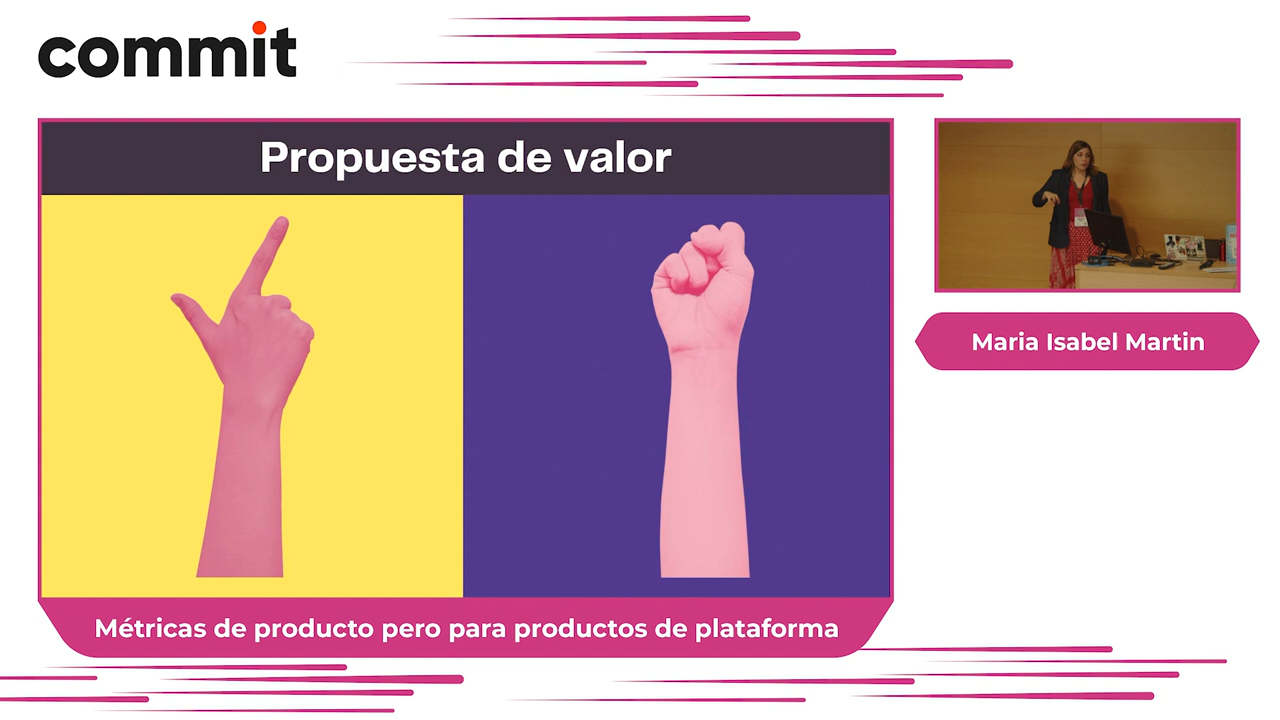 commit
Propuesta de valor
Maria Isabel Martin
Métricas de producto pero para productos de plataforma